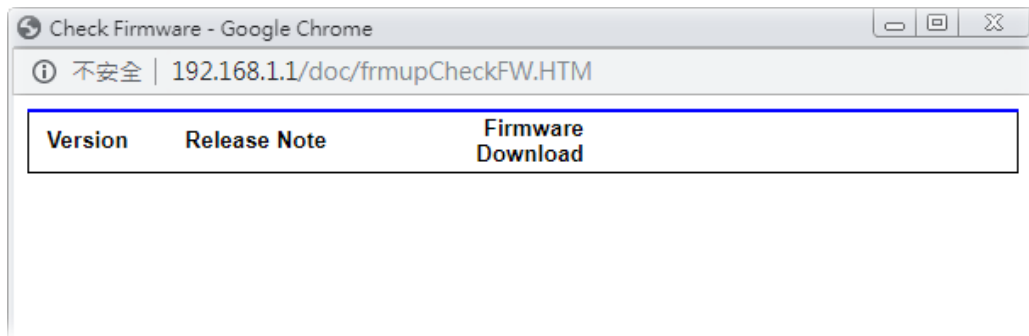 Check Firmware - Google Chrome
不安全 | 192.168.1.1/doc/frmupCheckFW.HTM
Version Release Note Firmware
Download